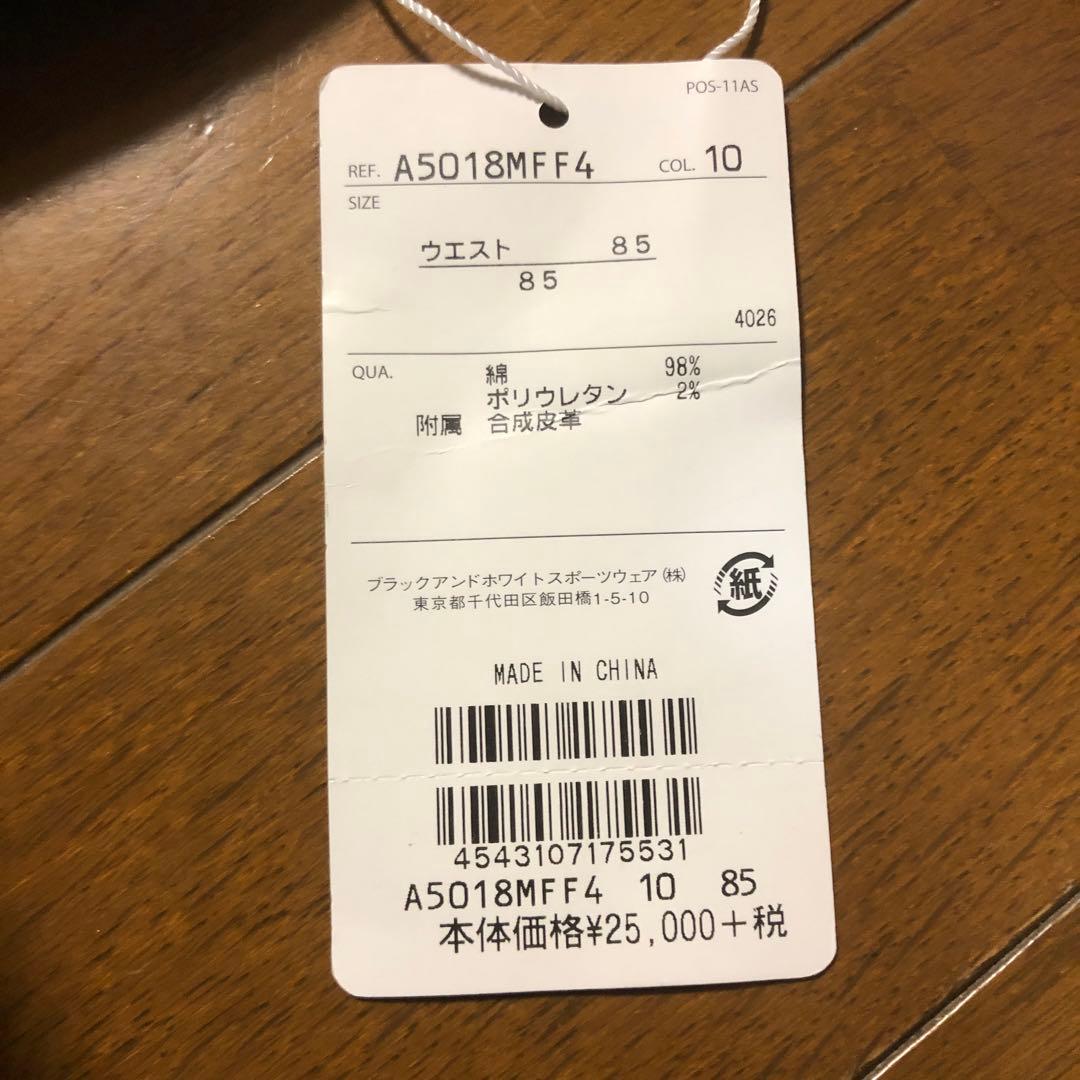 POS-11AS
REF. A5018MFF4 COL. 10
SIZE
ウエスト 85
85
4026
QUA. 綿 98%
ポリウレタン 2%
附属 合成皮革
ブラックアンドホワイトスポーツウェア(株)
東京都千代田区飯田橋1-5-10
紙
MADE IN CHINA
4543107175531
A5018MFF4 10 85
本体価格¥25,000+税